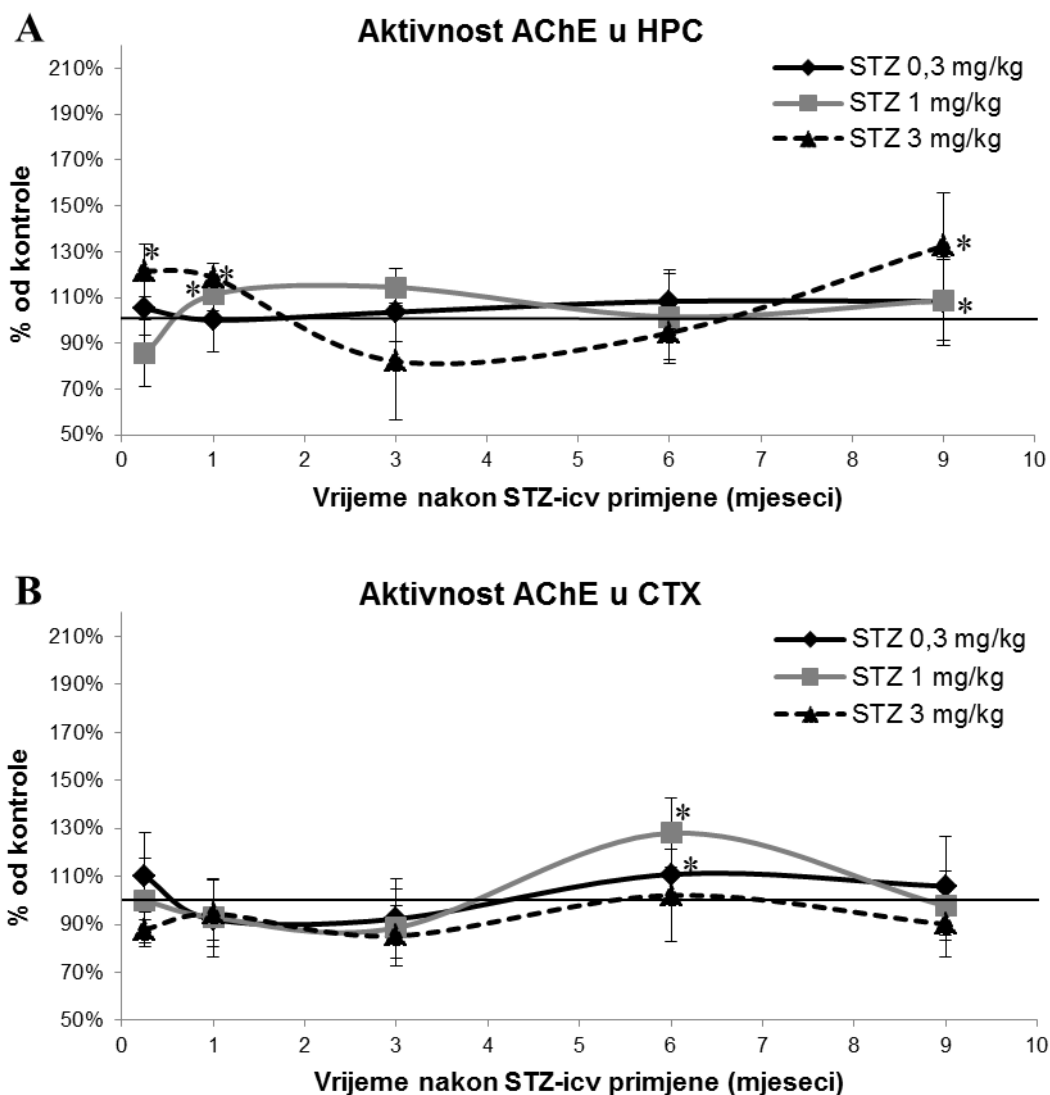 A
Aktivnost AChE u HPC
210%
190%
170%
150%
130%
110%
90%
70%
50%
% od kontrole
STZ 0,3 mg/kg
STZ 1 mg/kg
STZ 3 mg/kg
* * * * *
0 1 2 3 4 5 6 7 8 9 10
Vrijeme nakon STZ-icv primjene (mjeseci)
B
Aktivnost AChE u CTX
210%
190%
170%
150%
130%
110%
90%
70%
50%
% od kontrole
STZ 0,3 mg/kg
STZ 1 mg/kg
STZ 3 mg/kg
* *
0 1 2 3 4 5 6 7 8 9 10
Vrijeme nakon STZ-icv primjene (mjeseci)